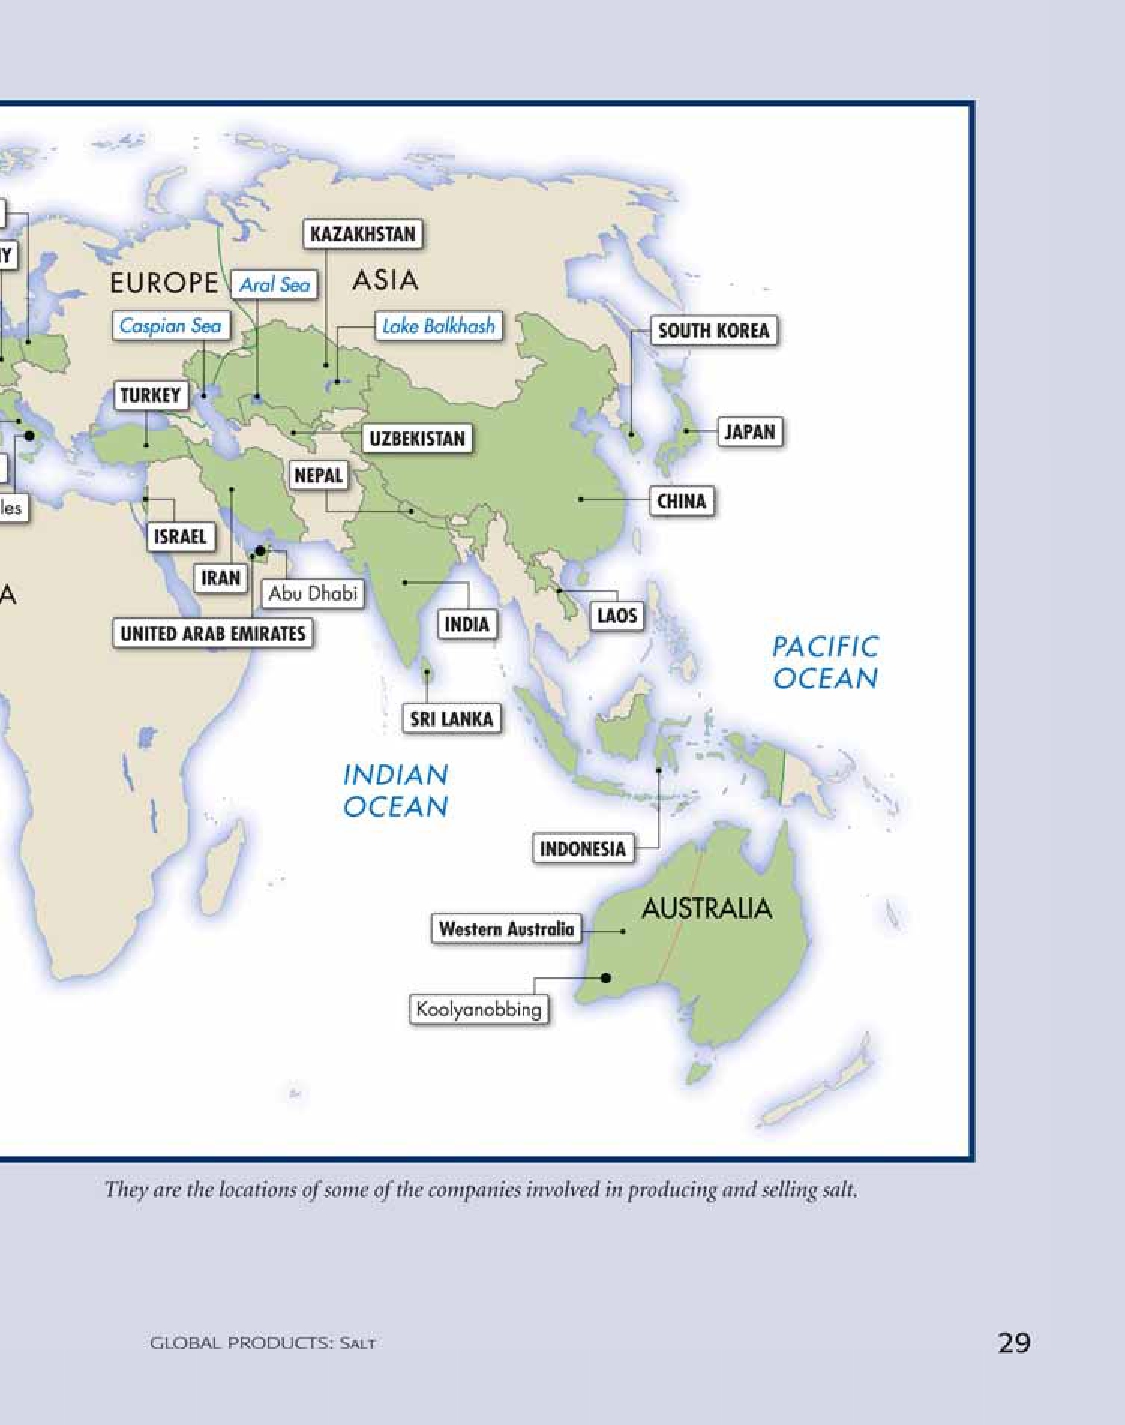 KAZAKHSTAN
Y
EUROPE
Aral Sea
ASIA
Caspian Sea
Lake Balkhash
SOUTH KOREA
TURKEY
UZBEKISTAN
JAPAN
NEPAL
CHINA
les
ISRAEL
IRAN
Abu Dhabi
A
LAOS
INDIA
UNITED ARAB EMIRATES
PACIFIC
OCEAN
SRI LANKA
INDIAN
OCEAN
INDONESIA
AUSTRALIA
Western Australia
Koolyanobbing
They are the locations of some of the companies involved in producing and selling salt.
GLOBAL PRODUCTS: SALT
29